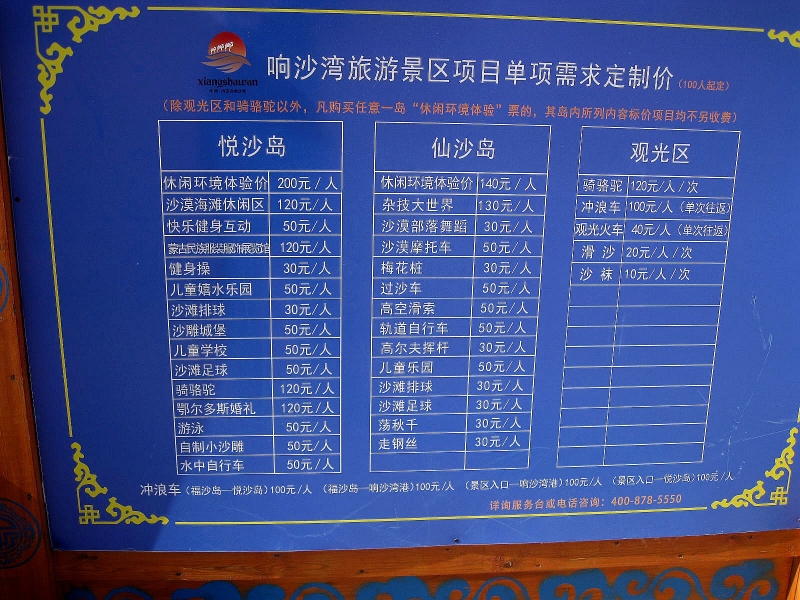 xiangshawan
响沙湾旅游景区项目单项需求定制价（100人起定）
（除观光区和骑骆驼以外，凡购买任意一岛“休闲环境体验”票的，其岛内所列内容标价项目均不另收费）
悦沙岛
休闲环境体验价 200元/人
沙漠海滩休闲区 120元/人
快乐健身互动 50元/人
蒙古民族服装服饰展览馆 120元/人
健身操 30元/人
儿童嬉水乐园 50元/人
沙滩排球 30元/人
沙雕城堡 50元/人
儿童学校 50元/人
沙滩足球 50元/人
骑骆驼 120元/人
鄂尔多斯婚礼 120元/人
游泳 50元/人
自制小沙雕 50元/人
水中自行车 50元/人
仙沙岛
休闲环境体验价 140元/人
杂技大世界 130元/人
沙漠部落舞蹈 30元/人
沙漠摩托车 50元/人
梅花桩 30元/人
过沙车 50元/人
高空滑索 50元/人
轨道自行车 50元/人
高尔夫挥杆 30元/人
儿童乐园 50元/人
沙滩排球 30元/人
沙滩足球 30元/人
荡秋千 30元/人
走钢丝 30元/人
观光区
骑骆驼 120元/人/次
冲浪车 100元/人（单次往返）
观光火车 40元/人（单次往返）
滑沙 20元/人/次
沙袜 10元/人/次
冲浪车（福沙岛—悦沙岛）100元/人 （福沙岛—响沙湾港）100元/人 （景区入口—响沙湾港）100元/人 （景区入口—悦沙岛）100元/人
详询服务台或电话咨询：400-878-5550